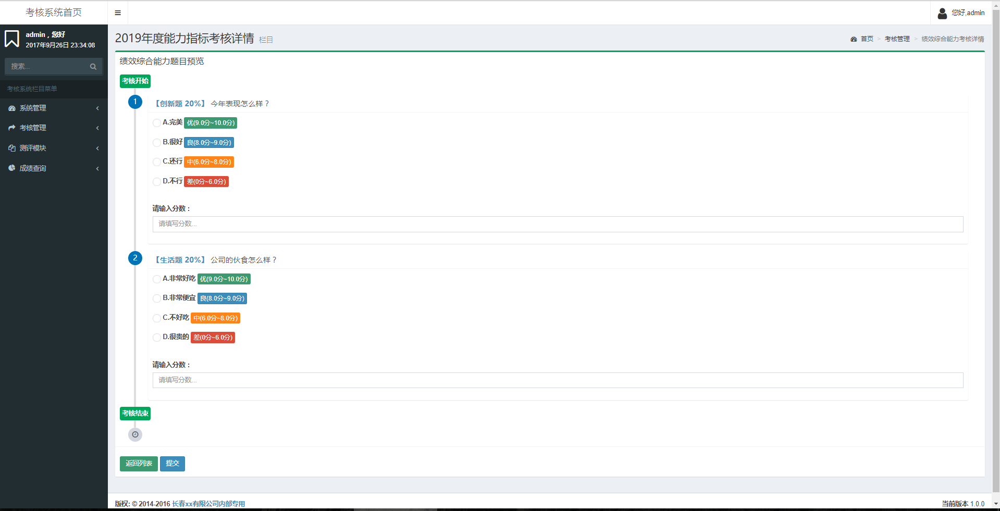 考核系统首页
您好,admin
admin，您好
2017年9月26日 23:34:08
搜索...
考核系统栏目菜单
系统管理
考核管理
测评模块
成绩查询
2019年度能力指标考核详情 栏目
首页 > 考核管理 > 绩效综合能力考核详情
绩效综合能力题目预览
考核开始
1
【创新题 20%】 今年表现怎么样？
A.完美 优(9.0分~10.0分)
B.很好 良(8.0分~9.0分)
C.还行 中(6.0分~8.0分)
D.不行 差(0分~6.0分)
请输入分数：
请填写分数...
2
【生活题 20%】 公司的伙食怎么样？
A.非常好吃 优(9.0分~10.0分)
B.非常便宜 良(8.0分~9.0分)
C.不好吃 中(6.0分~8.0分)
D.很贵的 差(0分~6.0分)
请输入分数：
请填写分数...
考核结束
返回列表 提交
版权: © 2014-2016 长春xx有限公司内部专用
当前版本 1.0.0